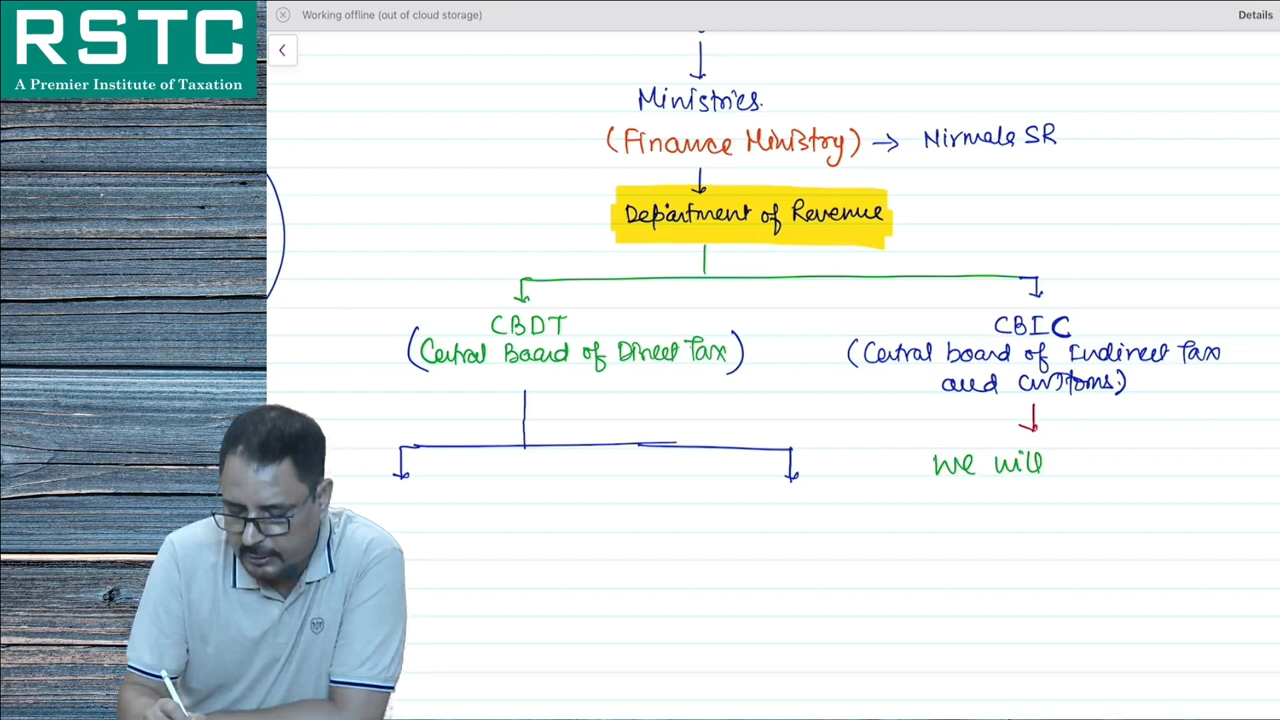 RSTC
A Premier Institute of Taxation
Working offline (out of cloud storage)
Details
Ministries.
(Finance Ministry) → Nirmala SR
Department of Revenue
CBDT
(Central Board of Direct Tax)
CBIC
(Central board of Indirect Tax
and customs)
We will